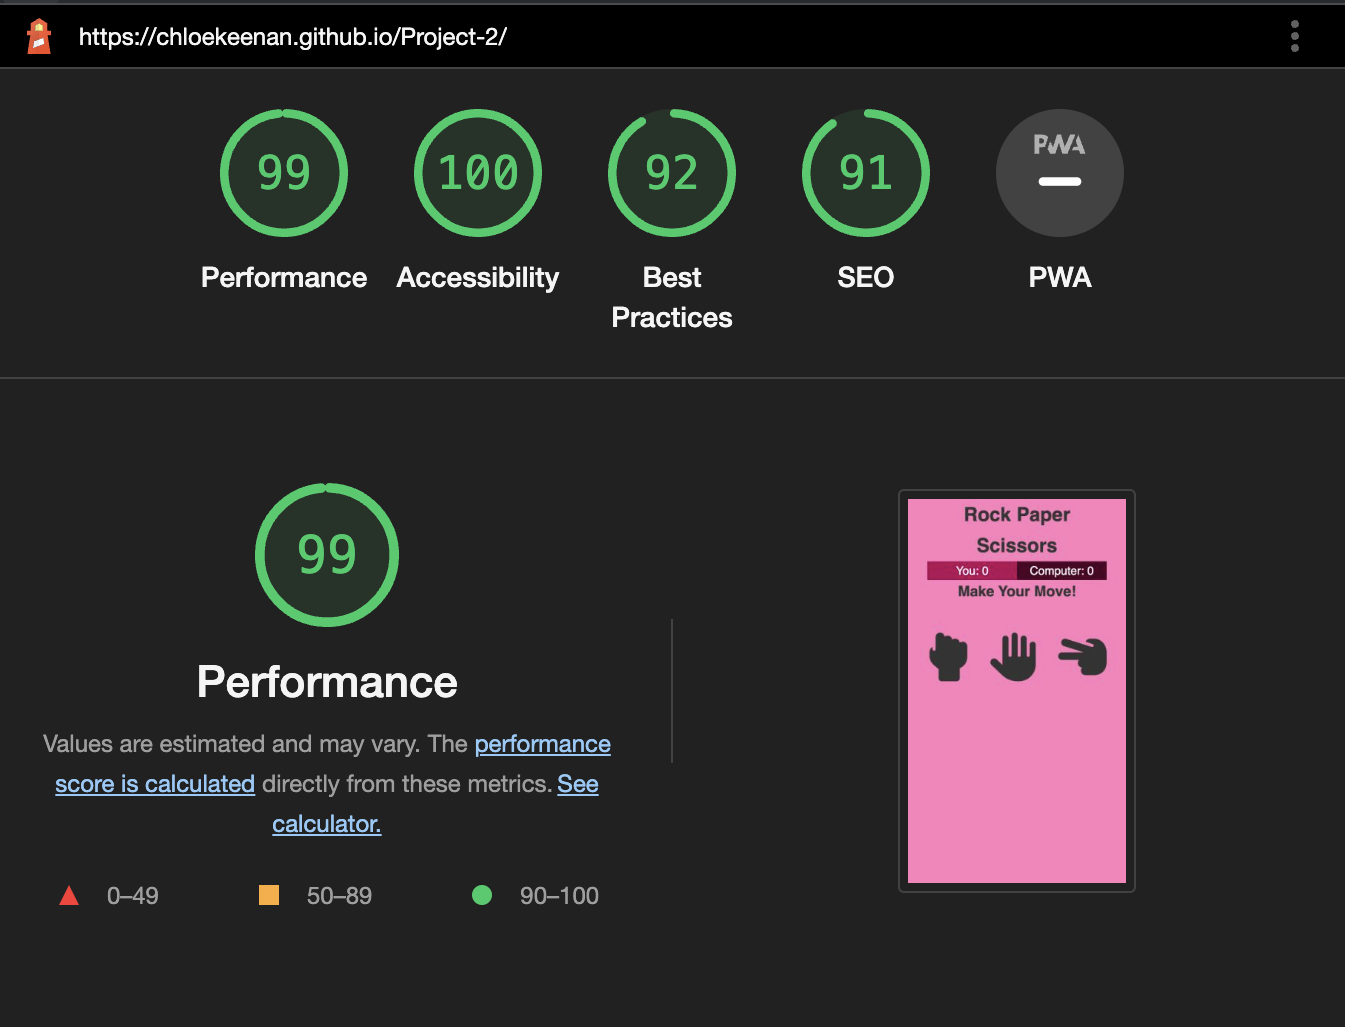 https://chloekeenan.github.io/Project-2/
99
100
92
91
PWA
Performance
Accessibility
Best
Practices
SEO
PWA
99
Performance
Values are estimated and may vary. The performance
score is calculated directly from these metrics. See
calculator.
0–49
50–89
90–100
Rock Paper
Scissors
You: 0
Computer: 0
Make Your Move!